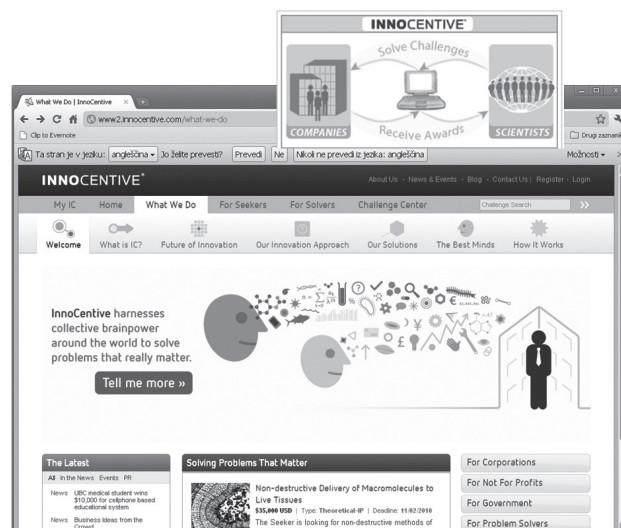 INNOCENTIVE®
Solve Challenges
COMPANIES
SCIENTISTS
Receive Awards
What We Do | InnoCentive
www2.innocentive.com/what-we-do
Clip to Evernote
Drugi zaznamki
Ta stran je v jeziku: angleščina Jo želite prevesti? Prevedi Ne Nikoli ne prevedi iz jezika: angleščina Možnosti
INNOCENTIVE®
About Us · News & Events · Blog · Contact Us | Register · Login
My IC Home What We Do For Seekers For Solvers Challenge Center Challenge Search
Welcome What is IC? Future of Innovation Our Innovation Approach Our Solutions The Best Minds How It Works
InnoCentive harnesses
collective brainpower
around the world to solve
problems that really matter.
Tell me more »
The Latest
All In the News Events PR
News UBC medical student wins
$10,000 for cellphone based
educational system
News Business Ideas from the
Crowd
Solving Problems That Matter
Non-destructive Delivery of Macromolecules to
Live Tissues
$35,000 USD | Type: Theoretical-IP | Deadline: 11/02/2010
The Seeker is looking for non-destructive methods of
For Corporations
For Not For Profits
For Government
For Problem Solvers